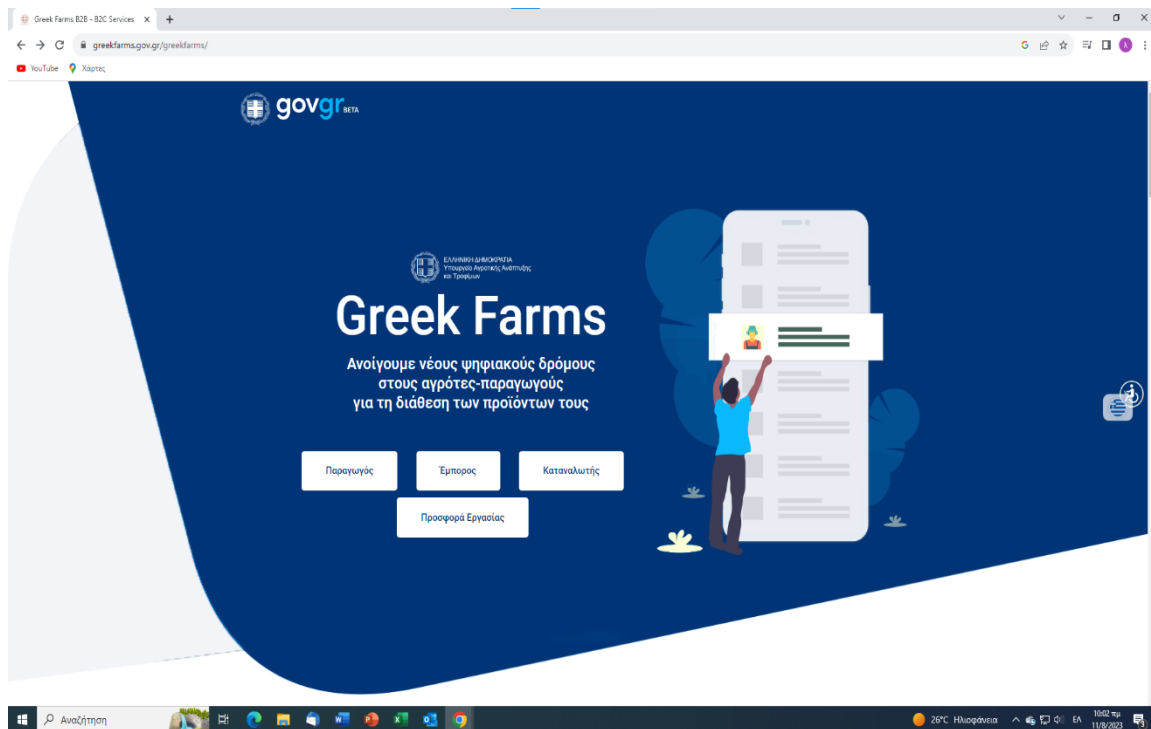 Greek Farms B2B - B2C Services
greekfarms.gov.gr/greekfarms/
YouTube Χάρτες
govgr BETA
ΕΛΛΗΝΙΚΗ ΔΗΜΟΚΡΑΤΙΑ
Υπουργείο Αγροτικής Ανάπτυξης
και Τροφίμων
Greek Farms
Ανοίγουμε νέους ψηφιακούς δρόμους
στους αγρότες-παραγωγούς
για τη διάθεση των προϊόντων τους
Παραγωγός Έμπορος Καταναλωτής
Προσφορά Εργασίας
Αναζήτηση
26°C Ηλιοφάνεια
ΕΛ
10:02 πμ
11/8/2023